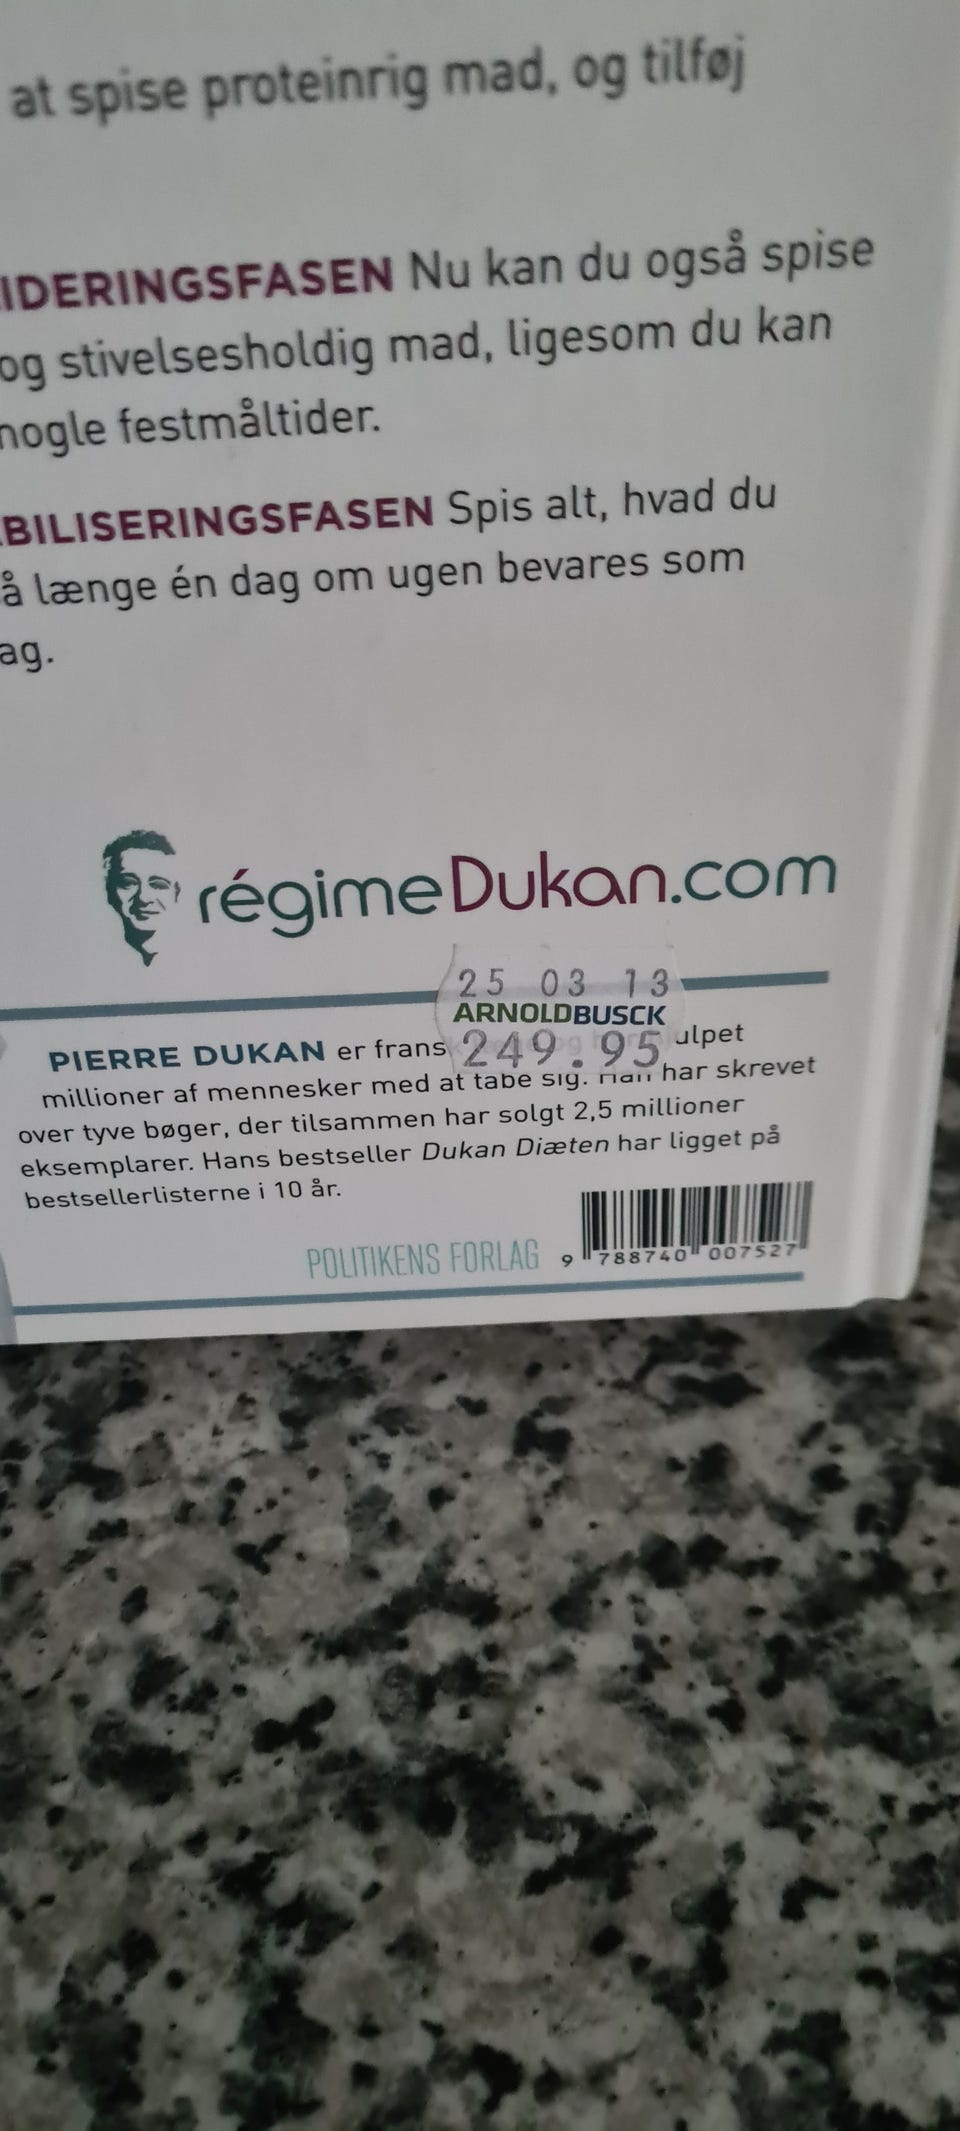 at spise proteinrig mad, og tilføj
IDERINGSFASEN Nu kan du også spise
og stivelsesholdig mad, ligesom du kan
nogle festmåltider.
BILISERINGSFASEN Spis alt, hvad du
å længe én dag om ugen bevares som
ag.
régimeDukan.com
25 03 13
ARNOLDBUSCK
249.95
PIERRE DUKAN er frans ulpet
millioner af mennesker med at tabe sig. Han har skrevet
over tyve bøger, der tilsammen har solgt 2,5 millioner
eksemplarer. Hans bestseller Dukan Diæten har ligget på
bestsellerlisterne i 10 år.
POLITIKENS FORLAG
9 788740 007527